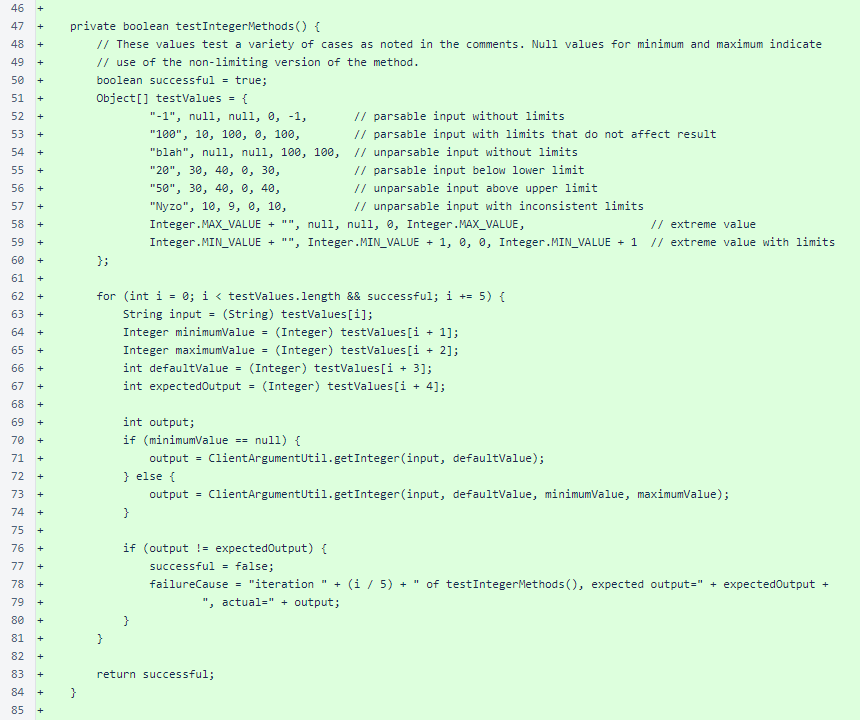 46 +
47 + private boolean testIntegerMethods() {
48 + // These values test a variety of cases as noted in the comments. Null values for minimum and maximum indicate
49 + // use of the non-limiting version of the method.
50 + boolean successful = true;
51 + Object[] testValues = {
52 + "-1", null, null, 0, -1, // parsable input without limits
53 + "100", 10, 100, 0, 100, // parsable input with limits that do not affect result
54 + "blah", null, null, 100, 100, // unparsable input without limits
55 + "20", 30, 40, 0, 30, // parsable input below lower limit
56 + "50", 30, 40, 0, 40, // unparsable input above upper limit
57 + "Nyzo", 10, 9, 0, 10, // unparsable input with inconsistent limits
58 + Integer.MAX_VALUE + "", null, null, 0, Integer.MAX_VALUE, // extreme value
59 + Integer.MIN_VALUE + "", Integer.MIN_VALUE + 1, 0, 0, Integer.MIN_VALUE + 1 // extreme value with limits
60 + };
61 +
62 + for (int i = 0; i < testValues.length && successful; i += 5) {
63 + String input = (String) testValues[i];
64 + Integer minimumValue = (Integer) testValues[i + 1];
65 + Integer maximumValue = (Integer) testValues[i + 2];
66 + int defaultValue = (Integer) testValues[i + 3];
67 + int expectedOutput = (Integer) testValues[i + 4];
68 +
69 + int output;
70 + if (minimumValue == null) {
71 + output = ClientArgumentUtil.getInteger(input, defaultValue);
72 + } else {
73 + output = ClientArgumentUtil.getInteger(input, defaultValue, minimumValue, maximumValue);
74 + }
75 +
76 + if (output != expectedOutput) {
77 + successful = false;
78 + failureCause = "iteration " + (i / 5) + " of testIntegerMethods(), expected output=" + expectedOutput +
79 + ", actual=" + output;
80 + }
81 + }
82 +
83 + return successful;
84 + }
85 +